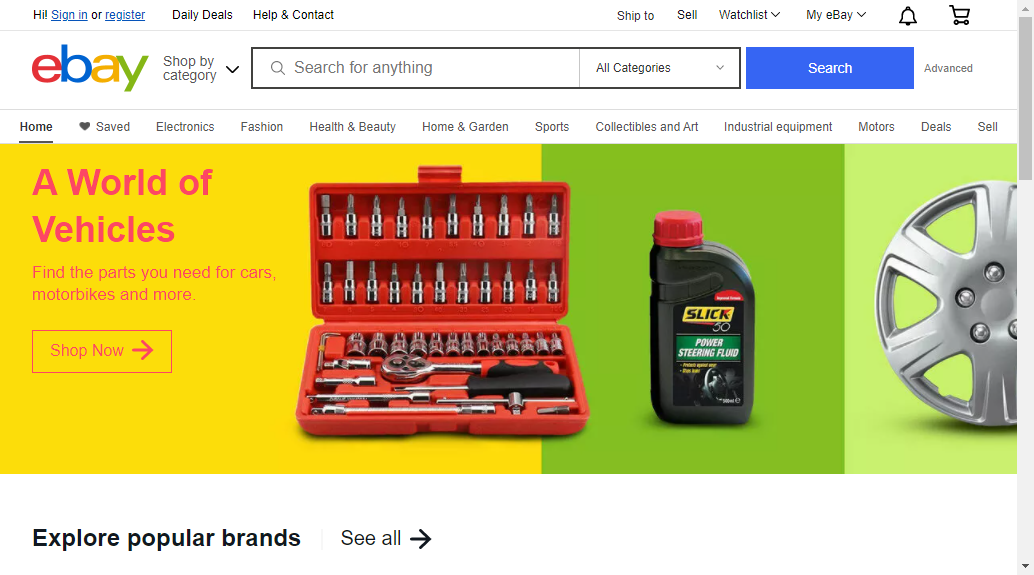 Hi! Sign in or register
Daily Deals
Help & Contact
Ship to
Sell
Watchlist
My eBay
ebay
Shop by
category
Search for anything
All Categories
Search
Advanced
Home
Saved
Electronics
Fashion
Health & Beauty
Home & Garden
Sports
Collectibles and Art
Industrial equipment
Motors
Deals
Sell
A World of
Vehicles
Find the parts you need for cars,
motorbikes and more.
Shop Now
SLICK
50
POWER
STEERING FLUID
Explore popular brands
See all